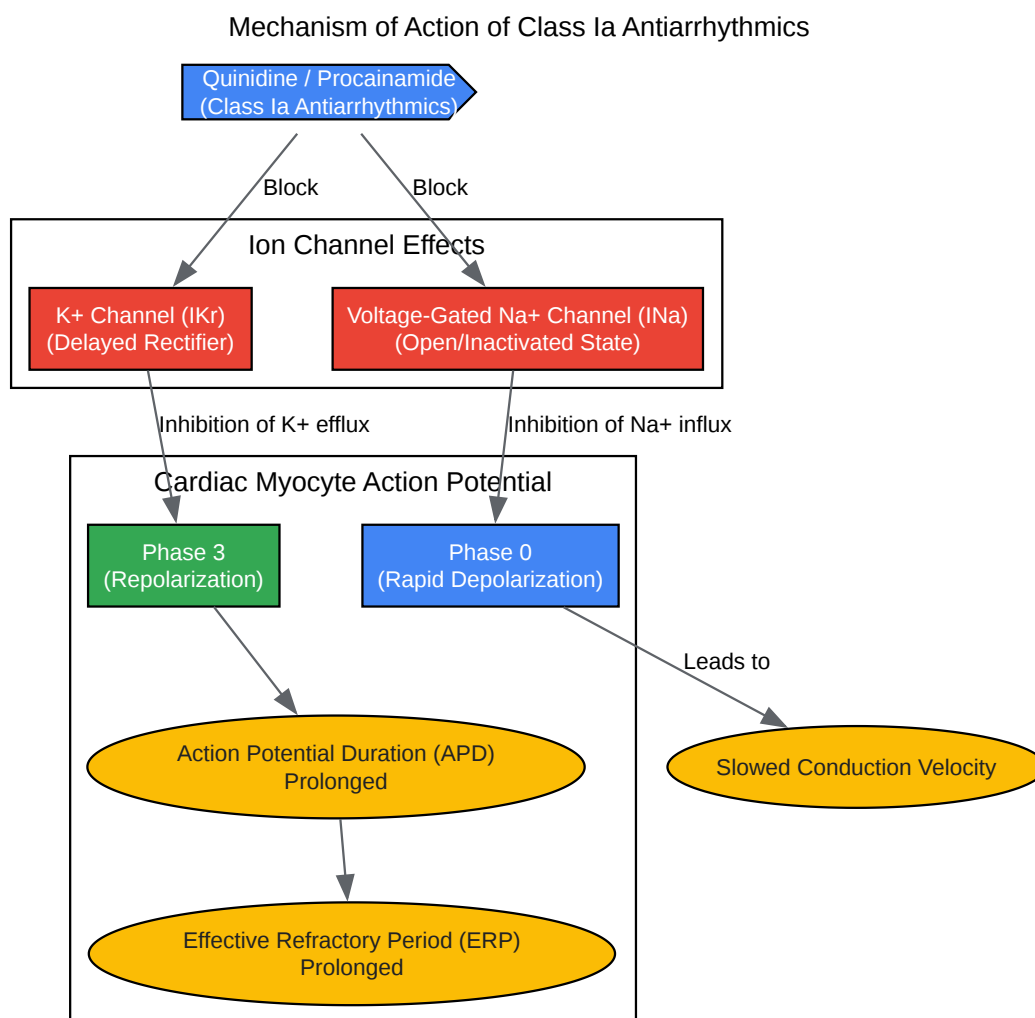 Mechanism of Action of Class Ia Antiarrhythmics
Quinidine / Procainamide
(Class Ia Antiarrhythmics)
Block
Block
Ion Channel Effects
K+ Channel (IKr)
(Delayed Rectifier)
Voltage-Gated Na+ Channel (INa)
(Open/Inactivated State)
Inhibition of K+ efflux
Inhibition of Na+ influx
Cardiac Myocyte Action Potential
Phase 3
(Repolarization)
Phase 0
(Rapid Depolarization)
Leads to
Action Potential Duration (APD)
Prolonged
Slowed Conduction Velocity
Effective Refractory Period (ERP)
Prolonged